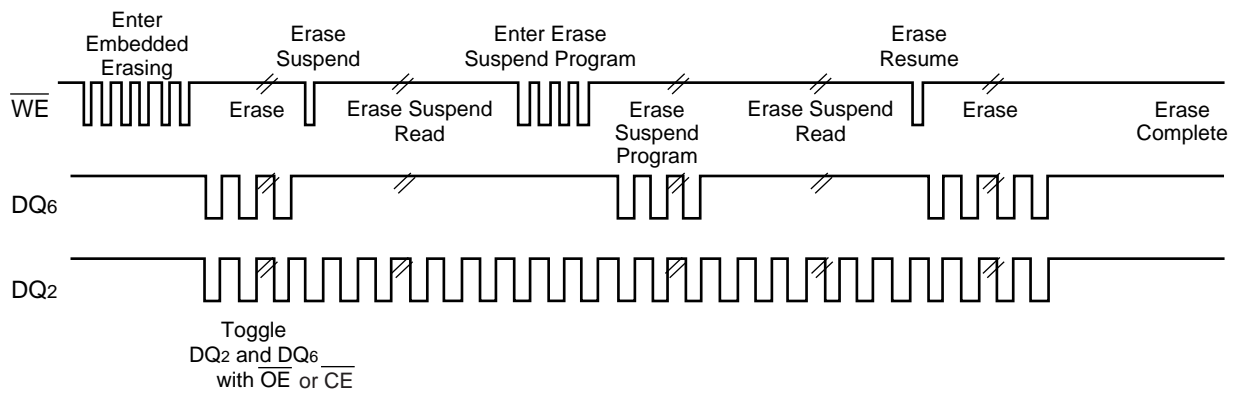 Enter
Embedded
Erasing
Erase
Suspend
Enter Erase
Suspend Program
Erase
Resume
WE
Erase
Erase Suspend
Read
Erase
Suspend
Program
Erase Suspend
Read
Erase
Erase
Complete
DQ6
DQ2
Toggle
DQ2 and DQ6
with OE or CE